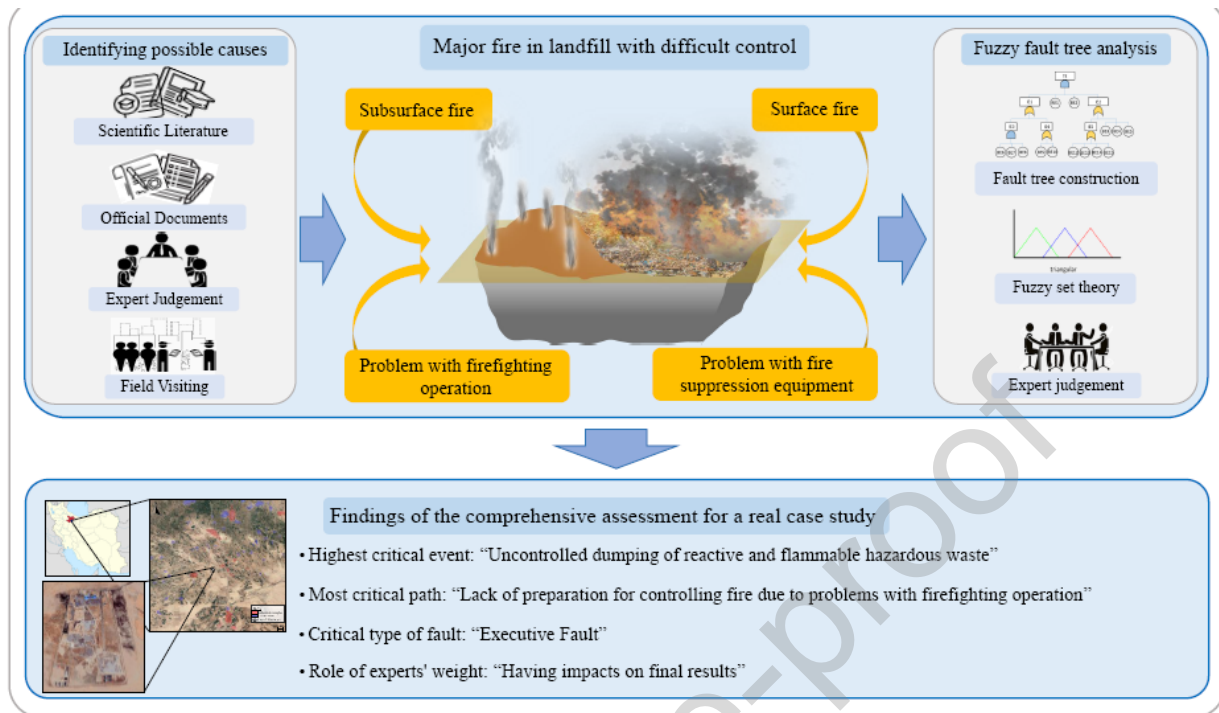 Identifying possible causes
Scientific Literature
Official Documents
Expert Judgement
Field Visiting
Major fire in landfill with difficult control
Subsurface fire
Surface fire
Problem with firefighting
operation
Problem with fire
suppression equipment
Fuzzy fault tree analysis
Fault tree construction
triangular
Fuzzy set theory
Expert judgement
Findings of the comprehensive assessment for a real case study
• Highest critical event: “Uncontrolled dumping of reactive and flammable hazardous waste”
• Most critical path: “Lack of preparation for controlling fire due to problems with firefighting operation”
• Critical type of fault: “Executive Fault”
• Role of experts' weight: “Having impacts on final results”
-proof